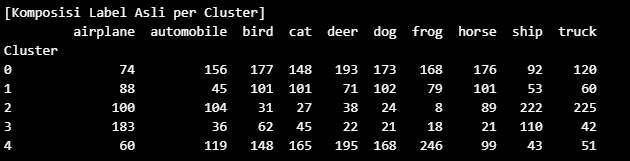 [Komposisi Label Asli per Cluster]
airplane automobile bird cat deer dog frog horse ship truck
Cluster
0 74 156 177 148 193 173 168 176 92 120
1 88 45 101 101 71 102 79 101 53 60
2 100 104 31 27 38 24 8 89 222 225
3 183 36 62 45 22 21 18 21 110 42
4 60 119 148 165 195 168 246 99 43 51